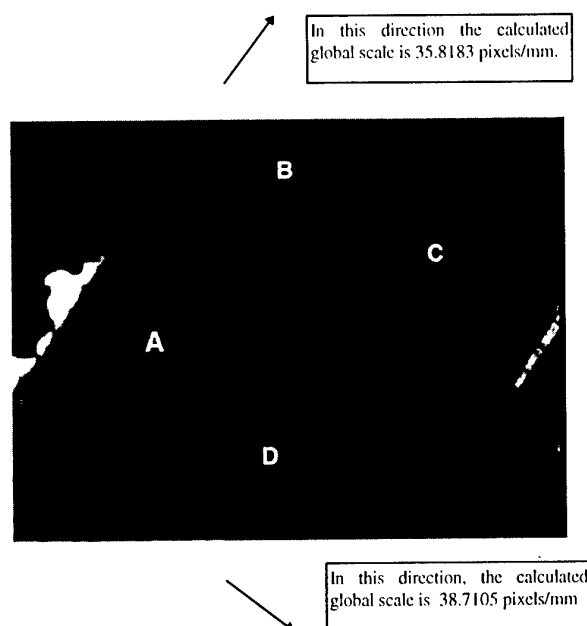 In this direction the calculated
global scale is 35.8183 pixels/mm.
B
C
A
D
In this direction, the calculated
global scale is 38.7105 pixels/mm